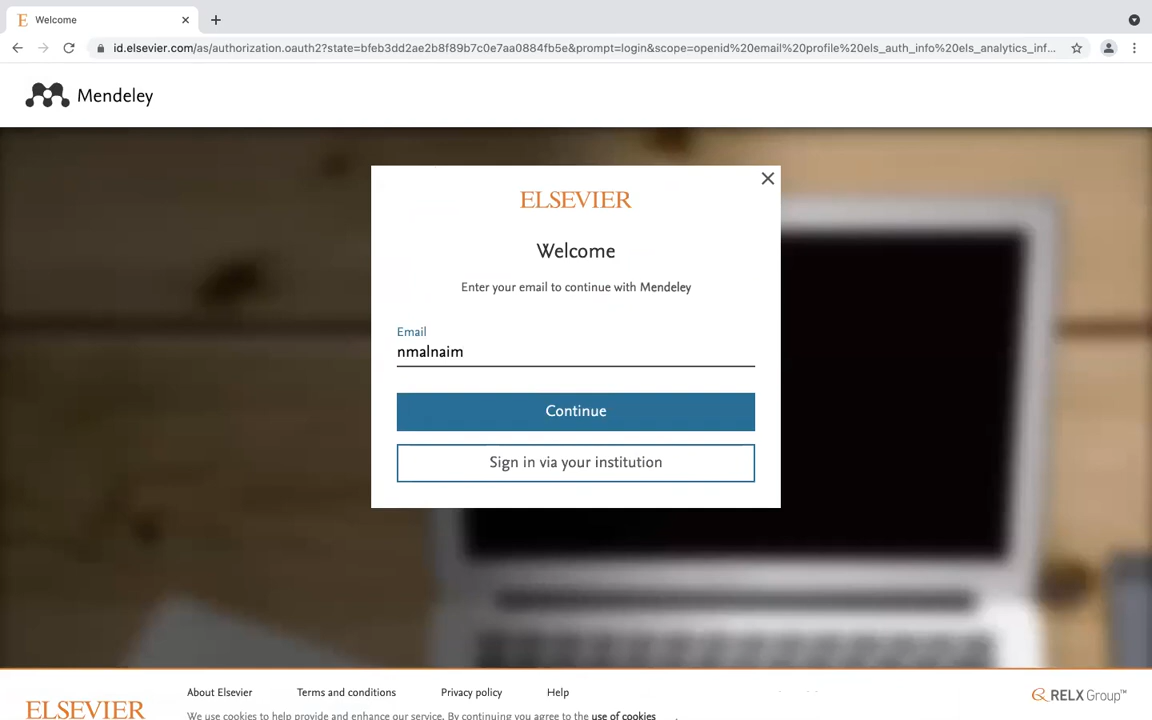 Welcome
id.elsevier.com/as/authorization.oauth2?state=bfeb3dd2ae2b8f89b7c0e7aa0884fb5e&prompt=login&scope=openid%20email%20profile%20els_auth_info%20els_analytics_inf...
Mendeley
ELSEVIER
Welcome
Enter your email to continue with Mendeley
Email
nmalnaim
Continue
Sign in via your institution
About Elsevier Terms and conditions Privacy policy Help
RELX Group™
ELSEVIER
We use cookies to help provide and enhance our service. By continuing you agree to the use of cookies